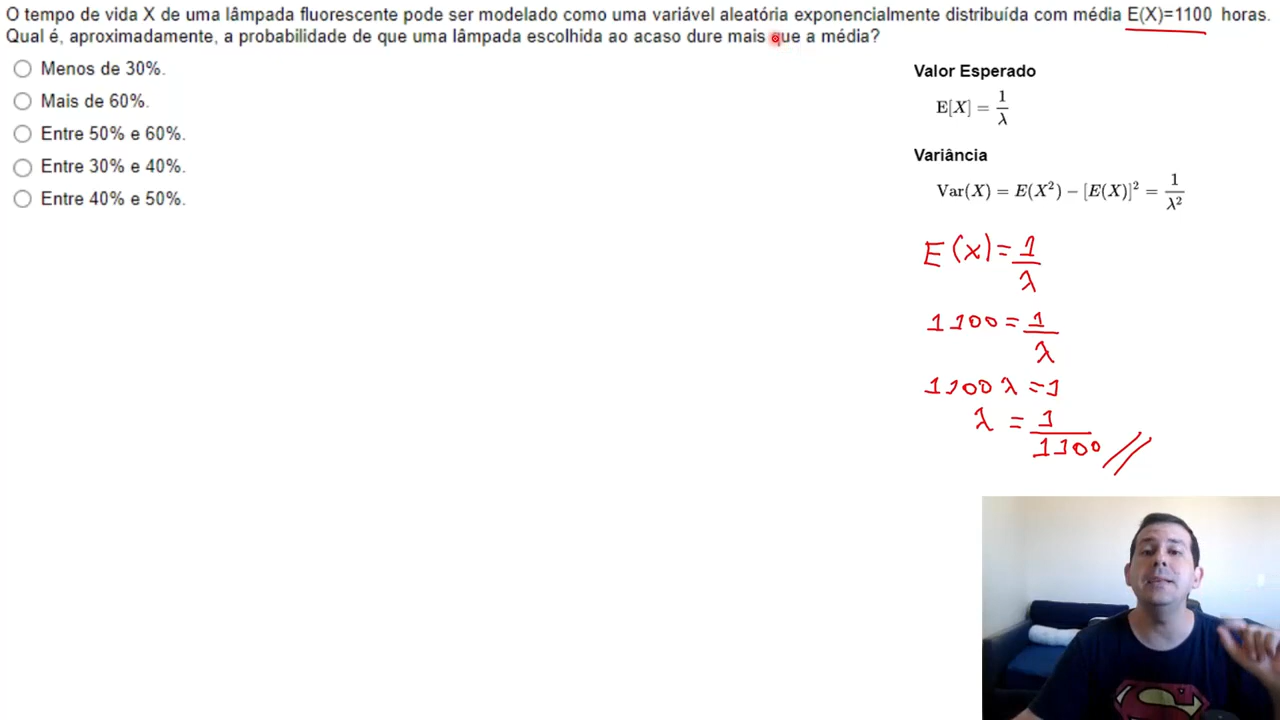 O tempo de vida X de uma lâmpada fluorescente pode ser modelado como uma variável aleatória exponencialmente distribuída com média E(X)=1100 horas.
Qual é, aproximadamente, a probabilidade de que uma lâmpada escolhida ao acaso dure mais que a média?
Menos de 30%.
Mais de 60%.
Entre 50% e 60%.
Entre 30% e 40%.
Entre 40% e 50%.
Valor Esperado
E[X] = 1/λ
Variância
Var(X) = E(X²) − [E(X)]² = 1/λ²
E(x) = 1/λ
1100 = 1/λ
1100 λ = 1
λ = 1/1100 //